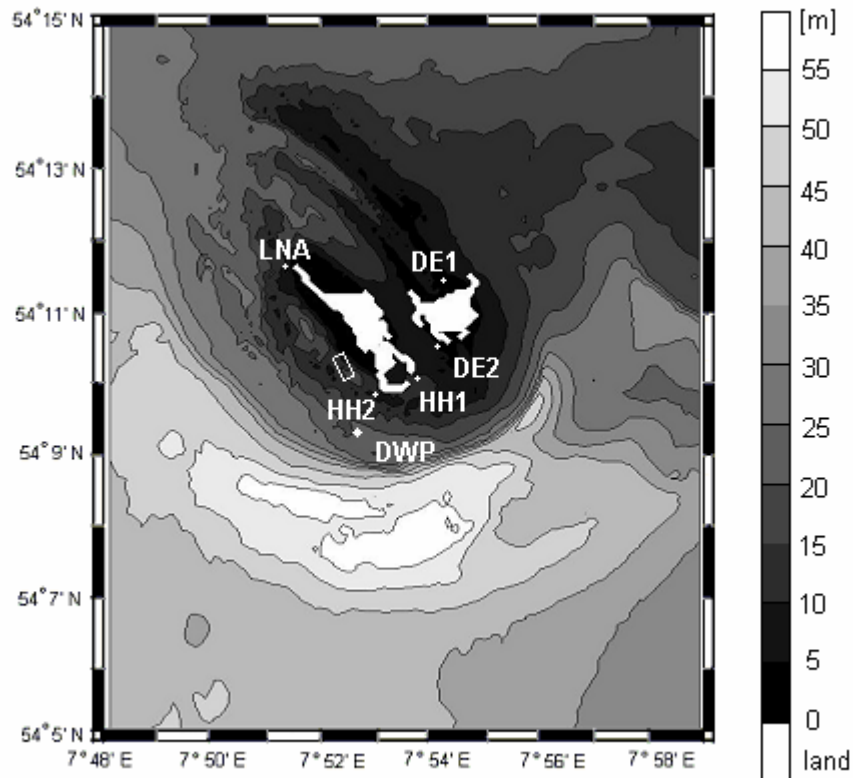 54°15' N
54°13' N
54°11' N
54°9' N
54°7' N
54°5' N
7°48' E
7°50' E
7°52' E
7°54' E
7°56' E
7°58' E
LNA
DE1
DE2
HH1
HH2
DWP
[m]
55
50
45
40
35
30
25
20
15
10
5
0
land